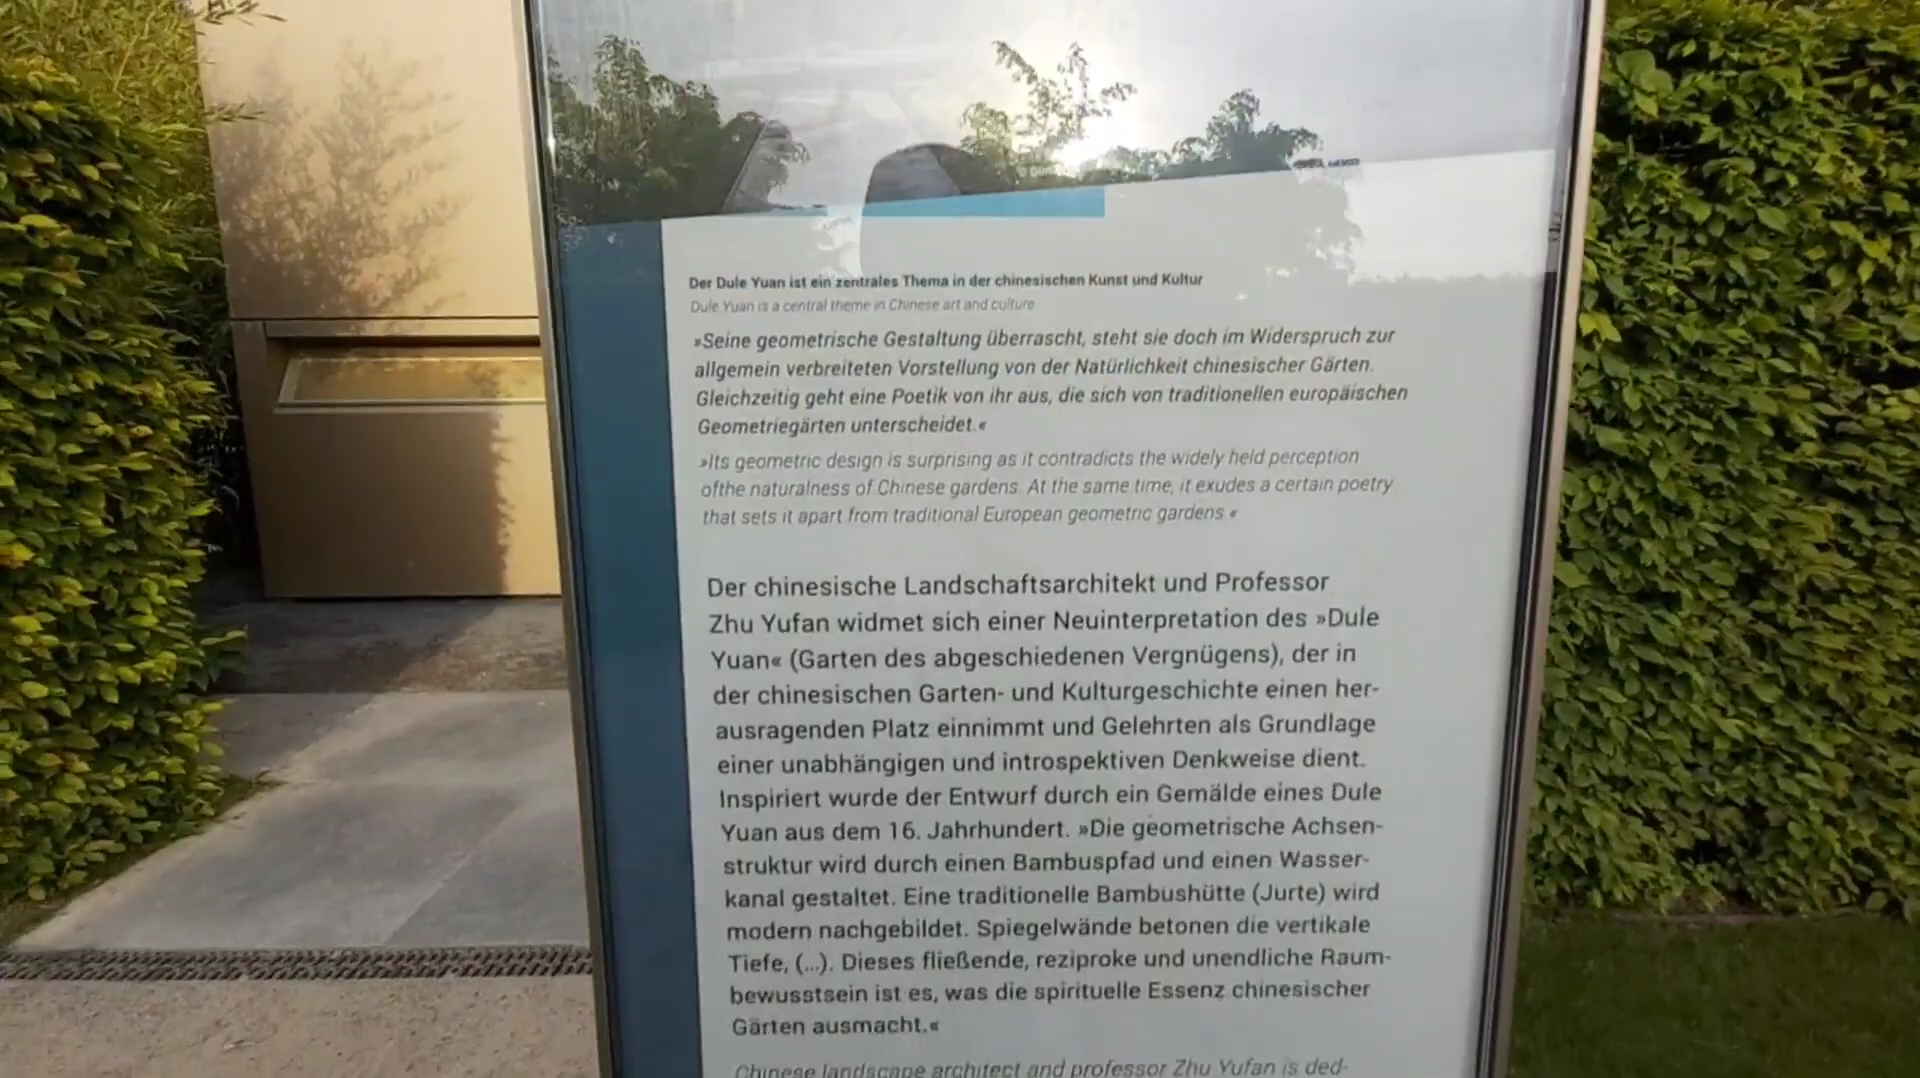 Der Dule Yuan ist ein zentrales Thema in der chinesischen Kunst und Kultur
Dule Yuan is a central theme in Chinese art and culture
»Seine geometrische Gestaltung überrascht, steht sie doch im Widerspruch zur
allgemein verbreiteten Vorstellung von der Natürlichkeit chinesischer Gärten.
Gleichzeitig geht eine Poetik von ihr aus, die sich von traditionellen europäischen
Geometriegärten unterscheidet.«
»Its geometric design is surprising as it contradicts the widely held perception
ofthe naturalness of Chinese gardens. At the same time, it exudes a certain poetry
that sets it apart from traditional European geometric gardens.«
Der chinesische Landschaftsarchitekt und Professor
Zhu Yufan widmet sich einer Neuinterpretation des »Dule
Yuan« (Garten des abgeschiedenen Vergnügens), der in
der chinesischen Garten- und Kulturgeschichte einen her-
ausragenden Platz einnimmt und Gelehrten als Grundlage
einer unabhängigen und introspektiven Denkweise dient.
Inspiriert wurde der Entwurf durch ein Gemälde eines Dule
Yuan aus dem 16. Jahrhundert. »Die geometrische Achsen-
struktur wird durch einen Bambuspfad und einen Wasser-
kanal gestaltet. Eine traditionelle Bambushütte (Jurte) wird
modern nachgebildet. Spiegelwände betonen die vertikale
Tiefe, (...). Dieses fließende, reziproke und unendliche Raum-
bewusstsein ist es, was die spirituelle Essenz chinesischer
Gärten ausmacht.«
Chinese landscape architect and professor Zhu Yufan is ded-